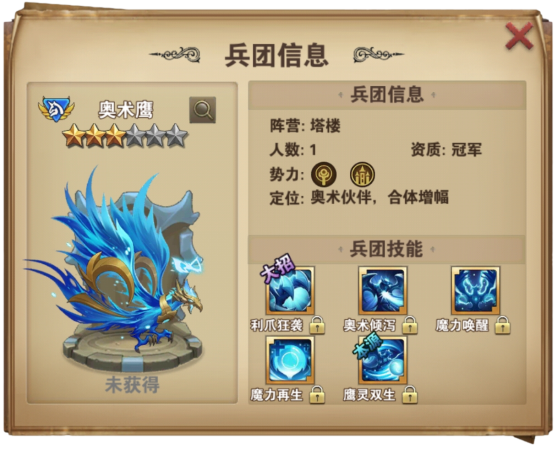 兵团信息
奥术鹰
未获得
兵团信息
阵营: 塔楼
人数: 1 资质: 冠军
势力:
定位: 奥术伙伴，合体增幅
兵团技能
大招
利爪狂袭 奥术倾泻 魔力唤醒
太源
魔力再生 鹰灵双生